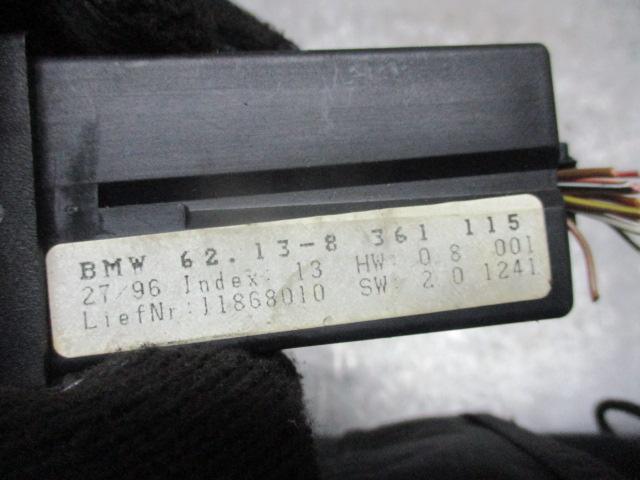 BMW 62.13-8 361 115
27/96 Index: 13 HW: 0 8 001
LiefNr:11868010 SW: 2 0 1241